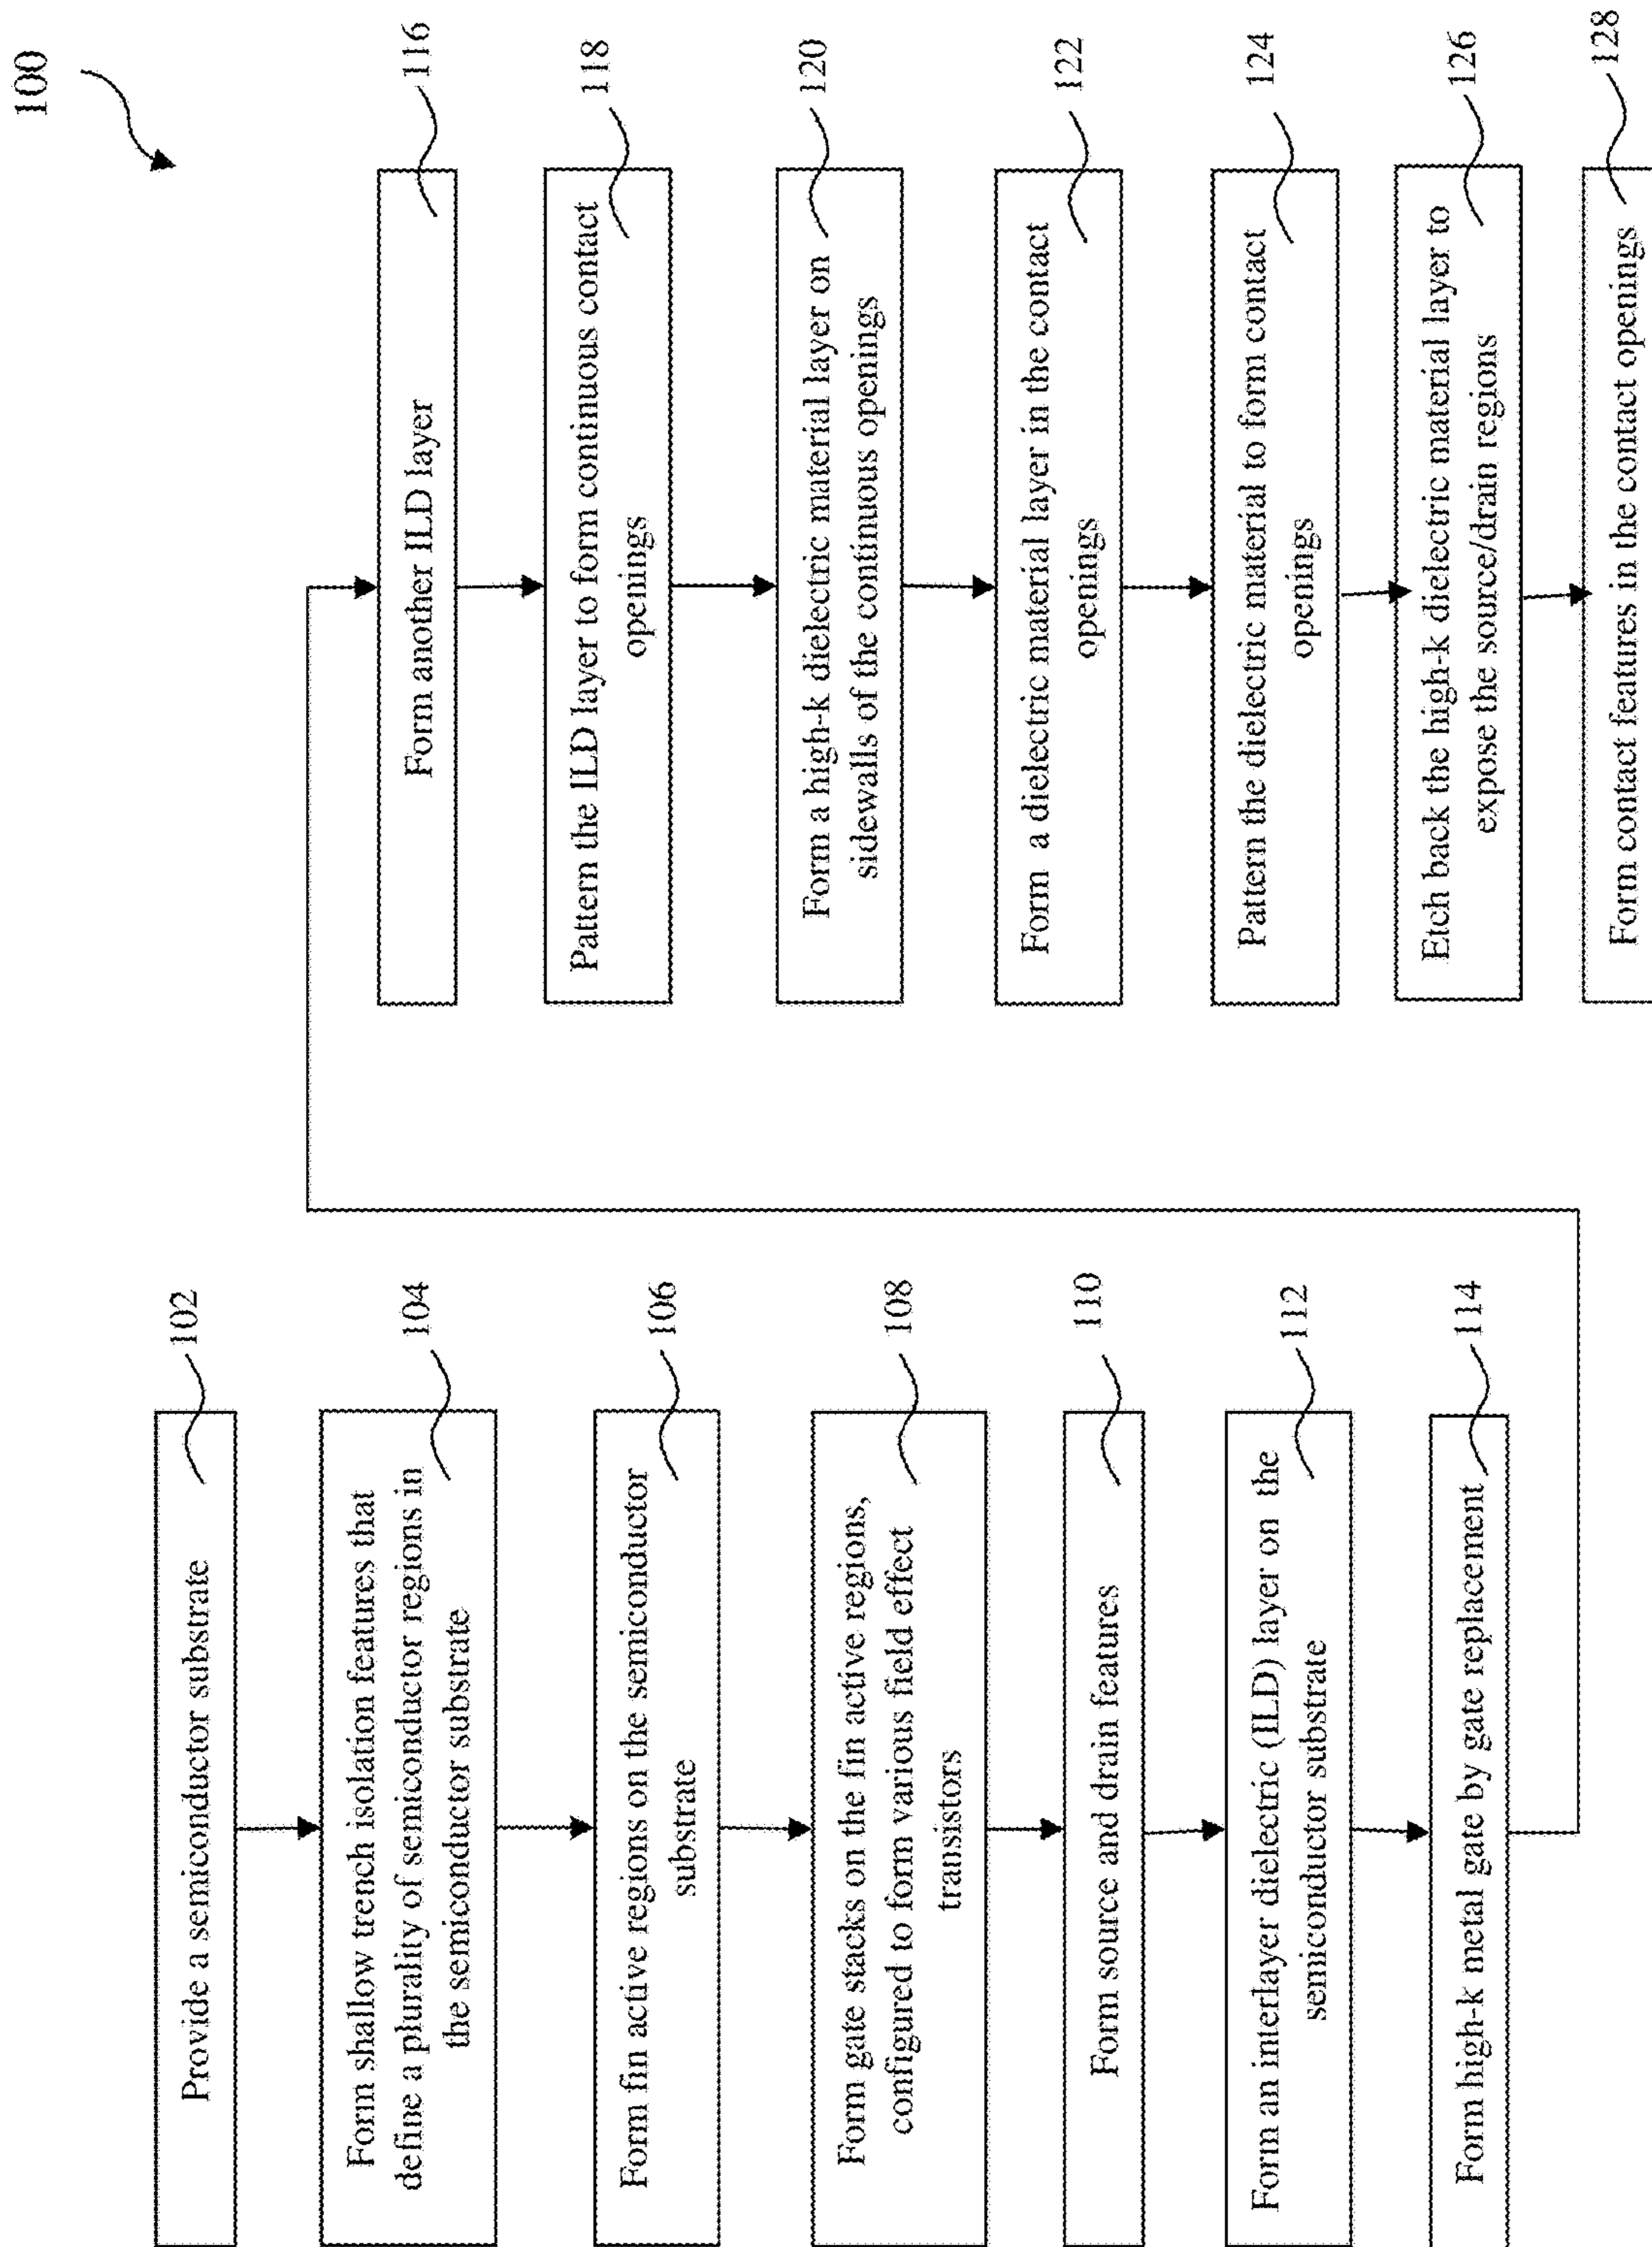 100
Provide a semiconductor substrate
102
Form shallow trench isolation features that
define a plurality of semiconductor regions in
the semiconductor substrate
104
Form fin active regions on the semiconductor
substrate
106
Form gate stacks on the fin active regions,
configured to form various field effect
transistors
108
Form source and drain features
110
Form an interlayer dielectric (ILD) layer on the
semiconductor substrate
112
Form high-k metal gate by gate replacement
114
Form another ILD layer
116
Pattern the ILD layer to form continuous contact
openings
118
Form a high-k dielectric material layer on
sidewalls of the continuous openings
120
Form a dielectric material layer in the contact
openings
122
Pattern the dielectric material to form contact
openings
124
Etch back the high-k dielectric material layer to
expose the source/drain regions
126
Form contact features in the contact openings
128